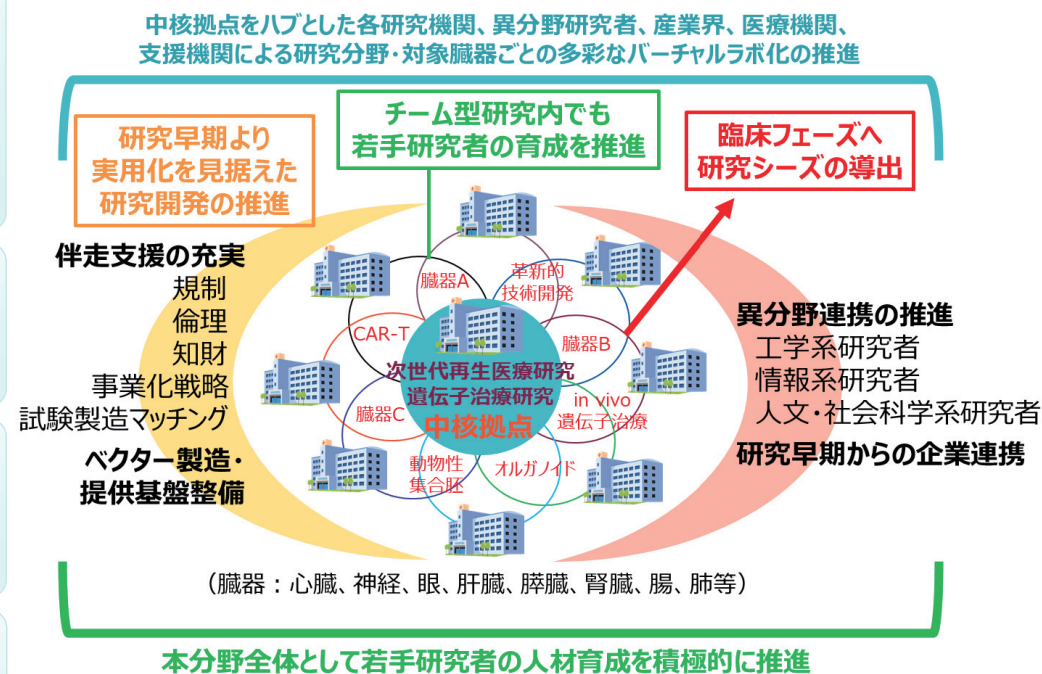 中核拠点をハブとした各研究機関、異分野研究者、産業界、医療機関、
支援機関による研究分野・対象臓器ごとの多彩なバーチャルラボ化の推進
研究早期より
実用化を見据えた
研究開発の推進
チーム型研究内でも
若手研究者の育成を推進
臨床フェーズへ
研究シーズの導出
伴走支援の充実
規制
倫理
知財
事業化戦略
試験製造マッチング
ベクター製造・
提供基盤整備
臓器A
革新的
技術開発
CAR-T
臓器B
次世代再生医療研究
遺伝子治療研究
中核拠点
臓器C
in vivo
遺伝子治療
動物性
集合胚
オルガノイド
異分野連携の推進
工学系研究者
情報系研究者
人文・社会科学系研究者
研究早期からの企業連携
（臓器：心臓、神経、眼、肝臓、膵臓、腎臓、腸、肺等）
本分野全体として若手研究者の人材育成を積極的に推進